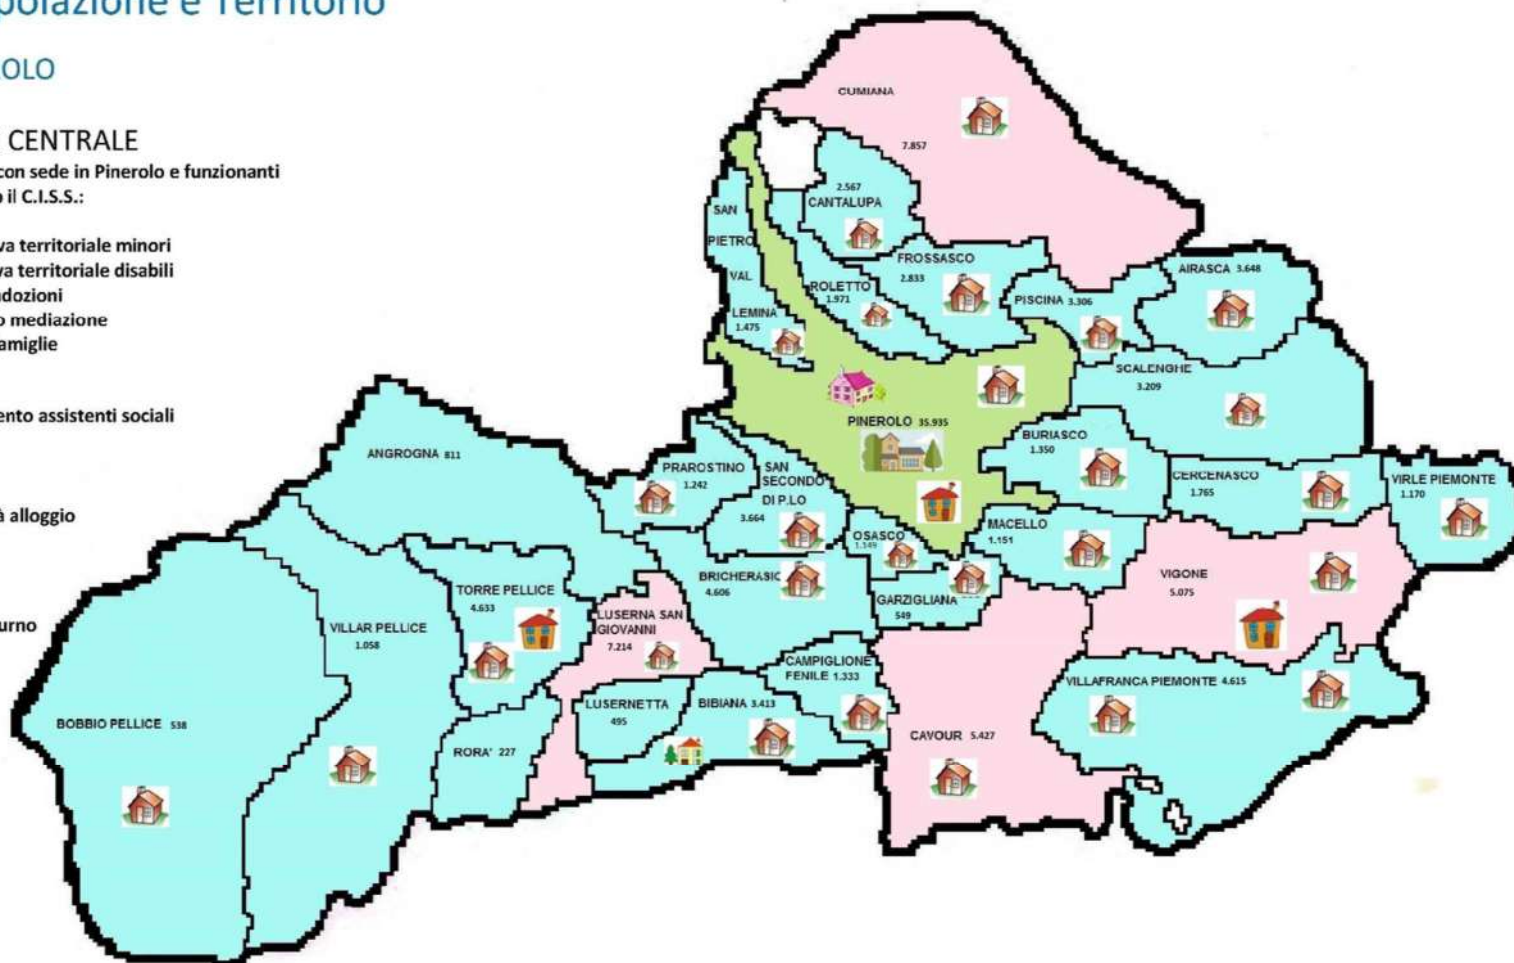 polazione e Territorio
OLO
CENTRALE
con sede in Pinerolo e funzionanti
o il C.I.S.S.:
va territoriale minori
va territoriale disabili
adozioni
o mediazione
amiglie
ento assistenti sociali
à alloggio
urno
CUMIANA
7.857
2.567
CANTALUPA
SAN
PIETRO
VAL
LEMINA
1.475
FROSSASCO
2.833
ROLETTO
1.971
PISCINA 3.306
AIRASCA 3.648
SCALENGHE
3.209
PINEROLO 35.935
BURIASCO
1.350
ANGROGNA 811
PRAROSTINO
1.242
SAN
SECONDO
DI P.LO
3.664
CERCENASCO
1.765
VIRLE PIEMONTE
1.170
OSASCO
1.149
MACELLO
1.151
VIGONE
5.075
BRICHERASIO
4.606
GARZIGLIANA
549
TORRE PELLICE
4.633
LUSERNA SAN
GIOVANNI
7.214
VILLAR PELLICE
1.058
CAMPIGLIONE
FENILE 1.333
VILLAFRANCA PIEMONTE 4.615
LUSERNETTA
495
BIBIANA 3.413
BOBBIO PELLICE 538
RORA' 227
CAVOUR 5.427